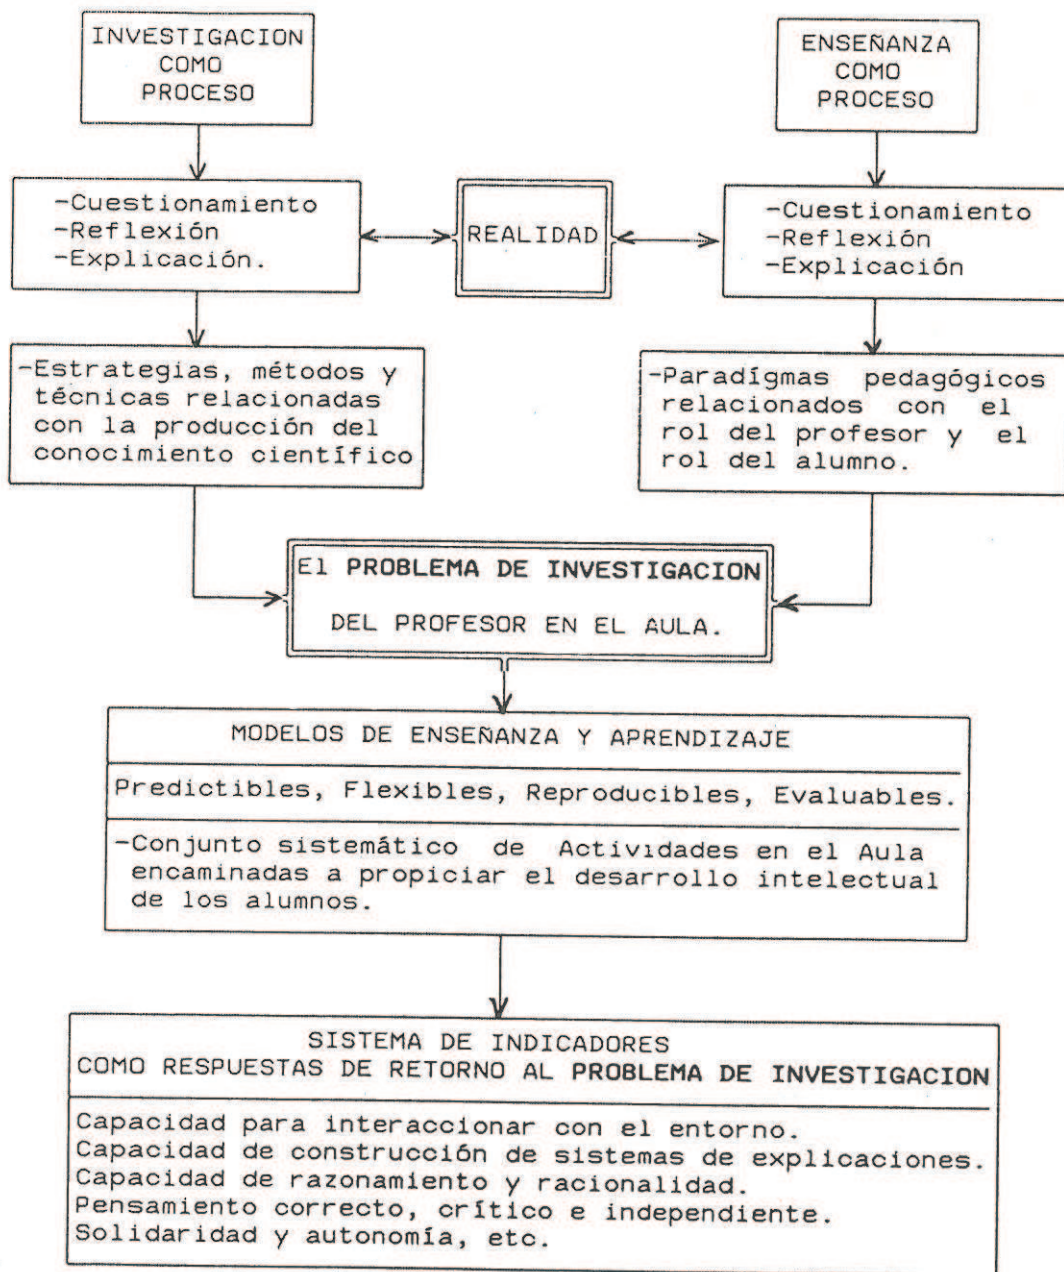 INVESTIGACION
COMO
PROCESO
ENSEÑANZA
COMO
PROCESO
-Cuestionamiento
-Reflexión
-Explicación.
REALIDAD
-Cuestionamiento
-Reflexión
-Explicación
-Estrategias, métodos y
técnicas relacionadas
con la producción del
conocimiento científico
-Paradígmas pedagógicos
relacionados con el
rol del profesor y el
rol del alumno.
El PROBLEMA DE INVESTIGACION
DEL PROFESOR EN EL AULA.
MODELOS DE ENSEÑANZA Y APRENDIZAJE
Predictibles, Flexibles, Reproducibles, Evaluables.
-Conjunto sistemático de Actividades en el Aula
encaminadas a propiciar el desarrollo intelectual
de los alumnos.
SISTEMA DE INDICADORES
COMO RESPUESTAS DE RETORNO AL PROBLEMA DE INVESTIGACION
Capacidad para interaccionar con el entorno.
Capacidad de construcción de sistemas de explicaciones.
Capacidad de razonamiento y racionalidad.
Pensamiento correcto, crítico e independiente.
Solidaridad y autonomía, etc.